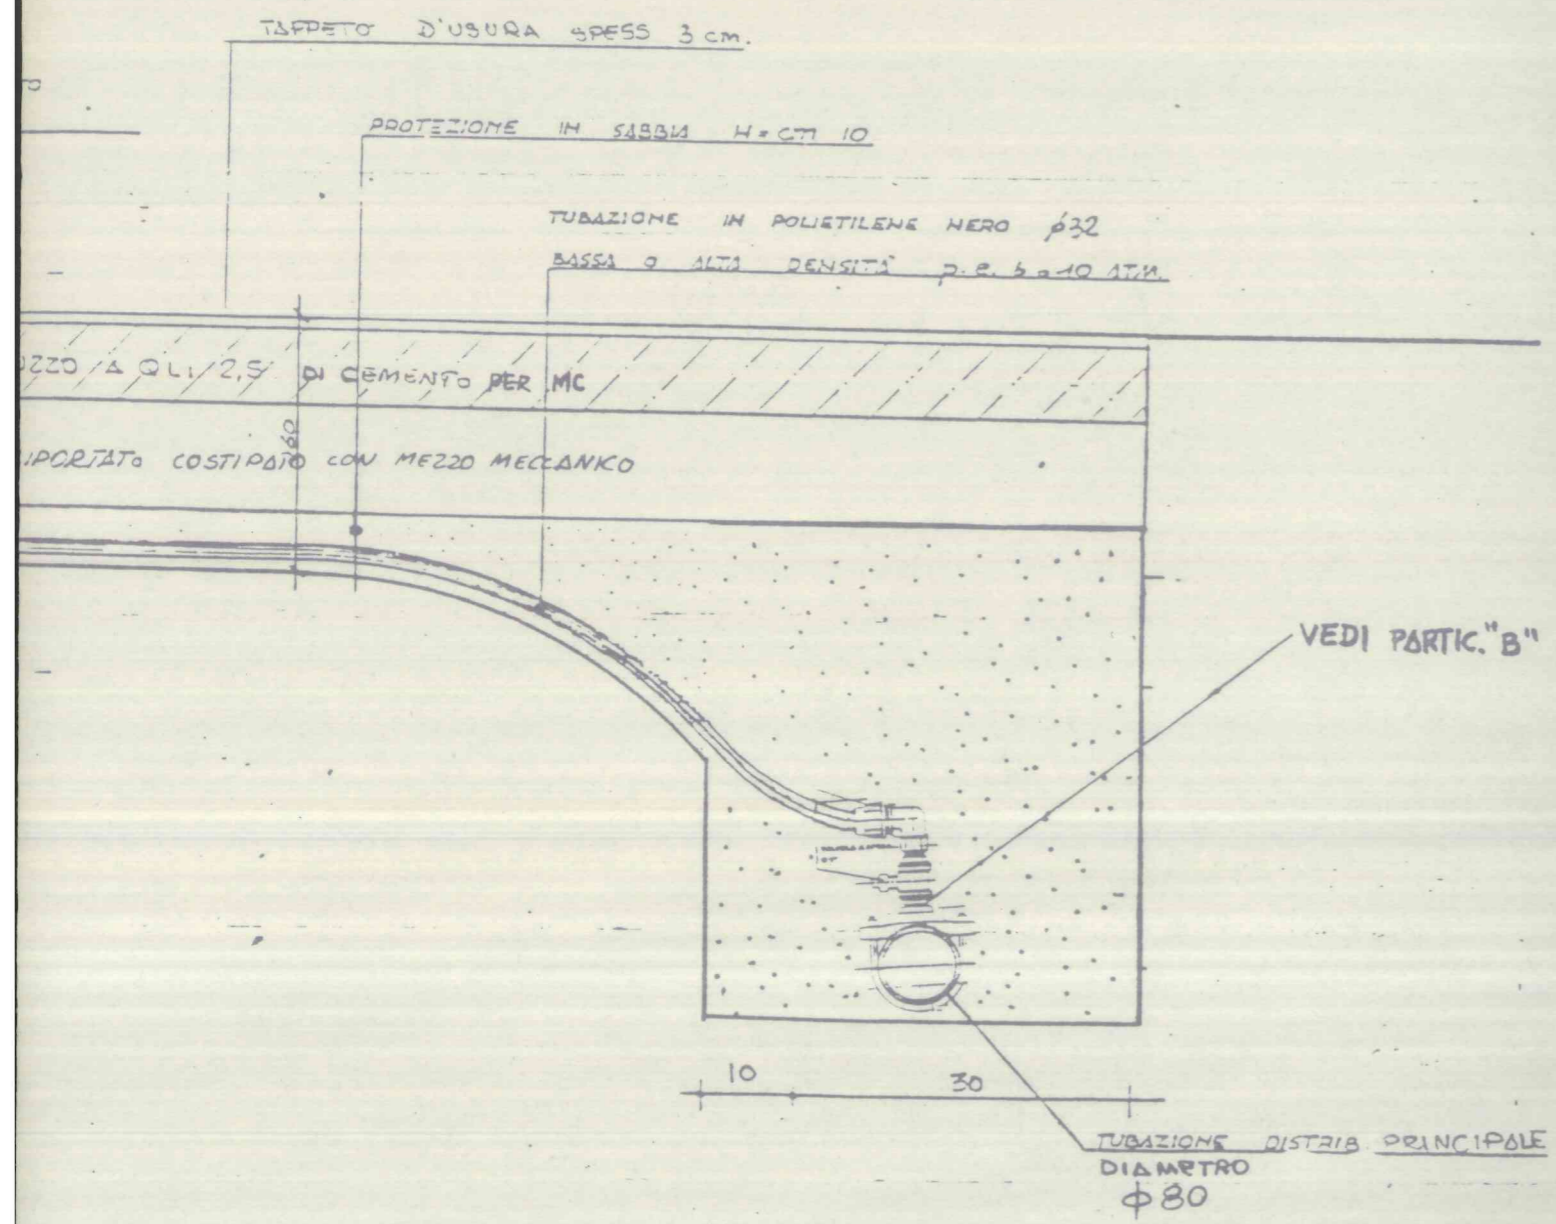 TAPPETO D'USURA SPESS 3 cm.
PROTEZIONE IN SABBIA H = CM 10
TUBAZIONE IN POLIETILENE NERO ϕ32
BASSA O ALTA DENSITÀ p.e. 6 o 10 ATM.
OZZO A QLI 2,5 DI CEMENTO PER MC
60
IPORTATO COSTIPATO CON MEZZO MECCANICO
VEDI PARTIC. "B"
10 30
TUBAZIONE DISTRIB PRINCIPALE
DIAMETRO
ϕ80